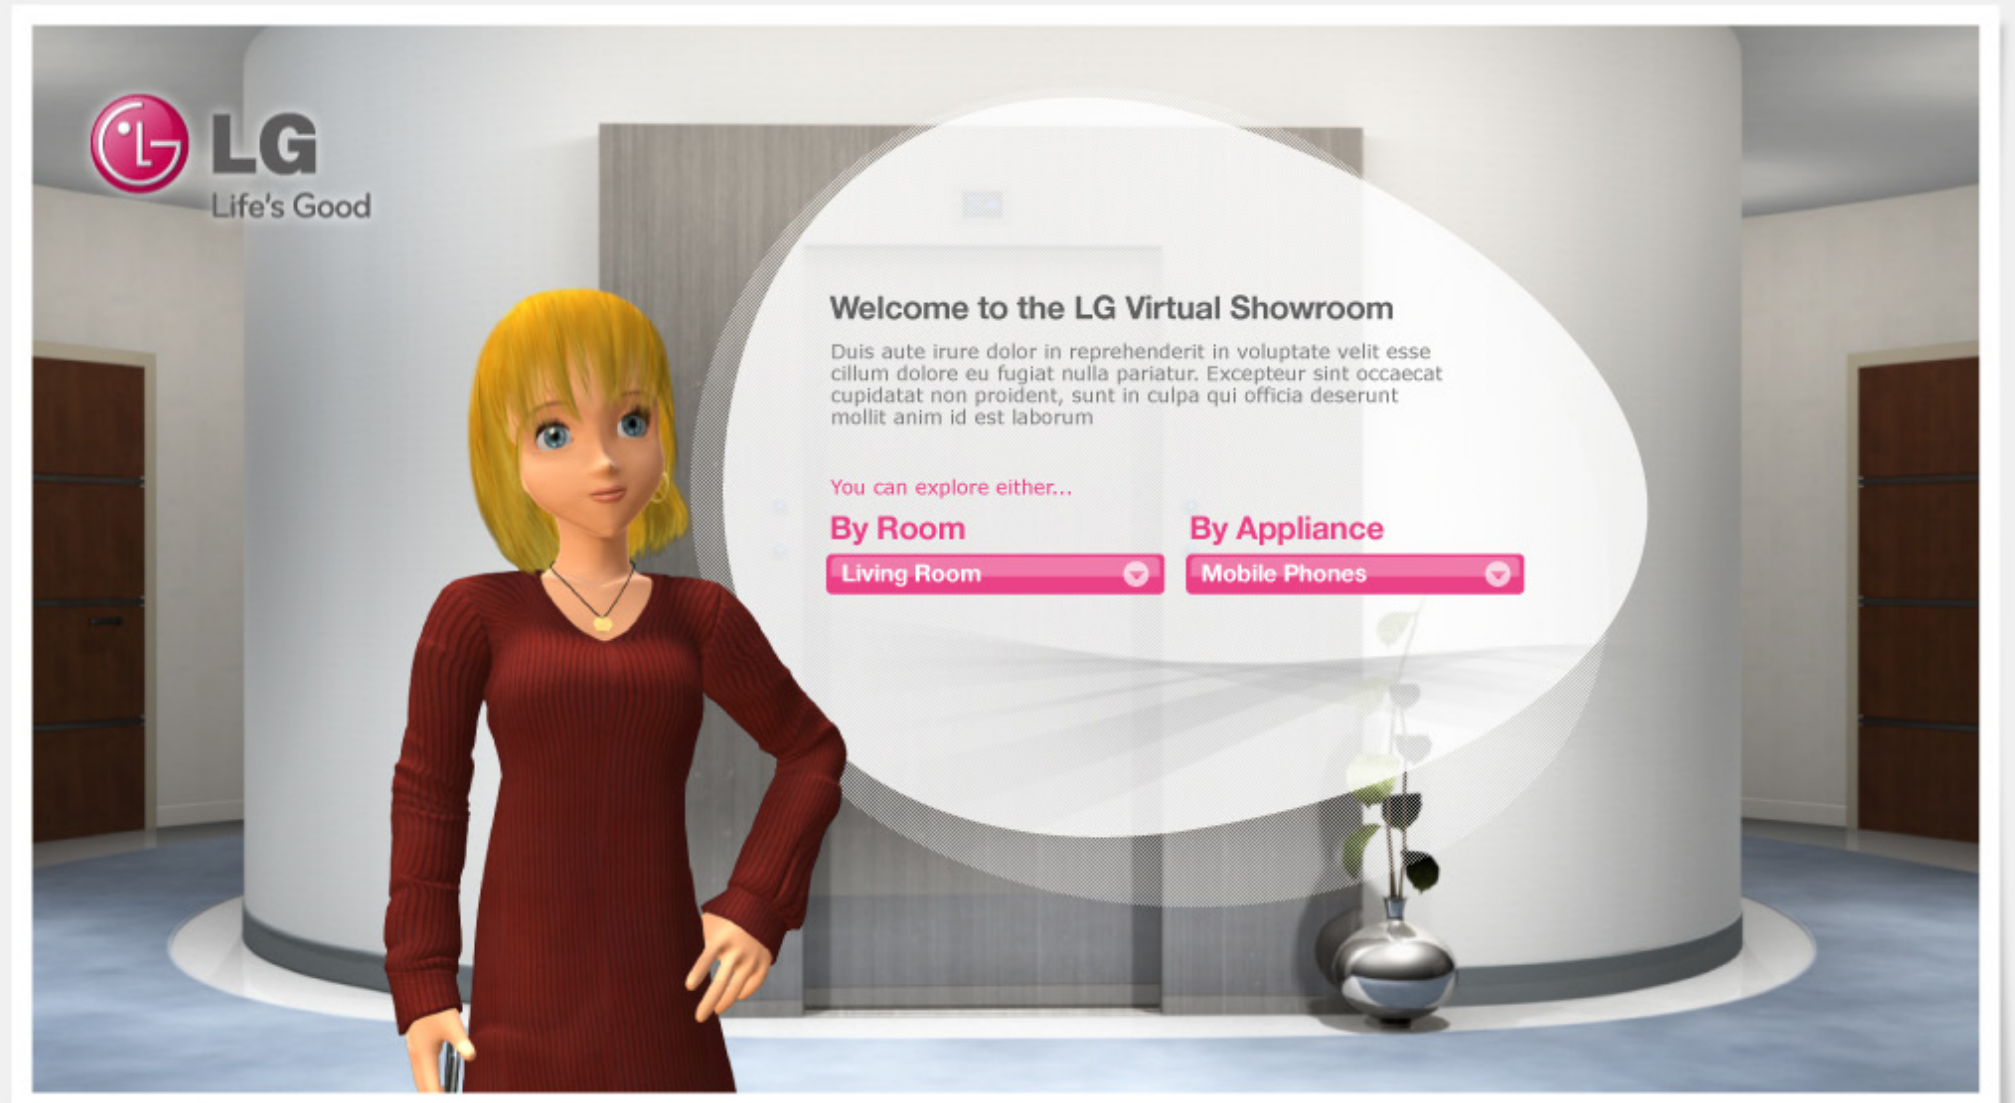 LG
Life's Good
Welcome to the LG Virtual Showroom
Duis aute irure dolor in reprehenderit in voluptate velit esse
cillum dolore eu fugiat nulla pariatur. Excepteur sint occaecat
cupidatat non proident, sunt in culpa qui officia deserunt
mollit anim id est laborum
You can explore either...
By Room
By Appliance
Living Room
Mobile Phones